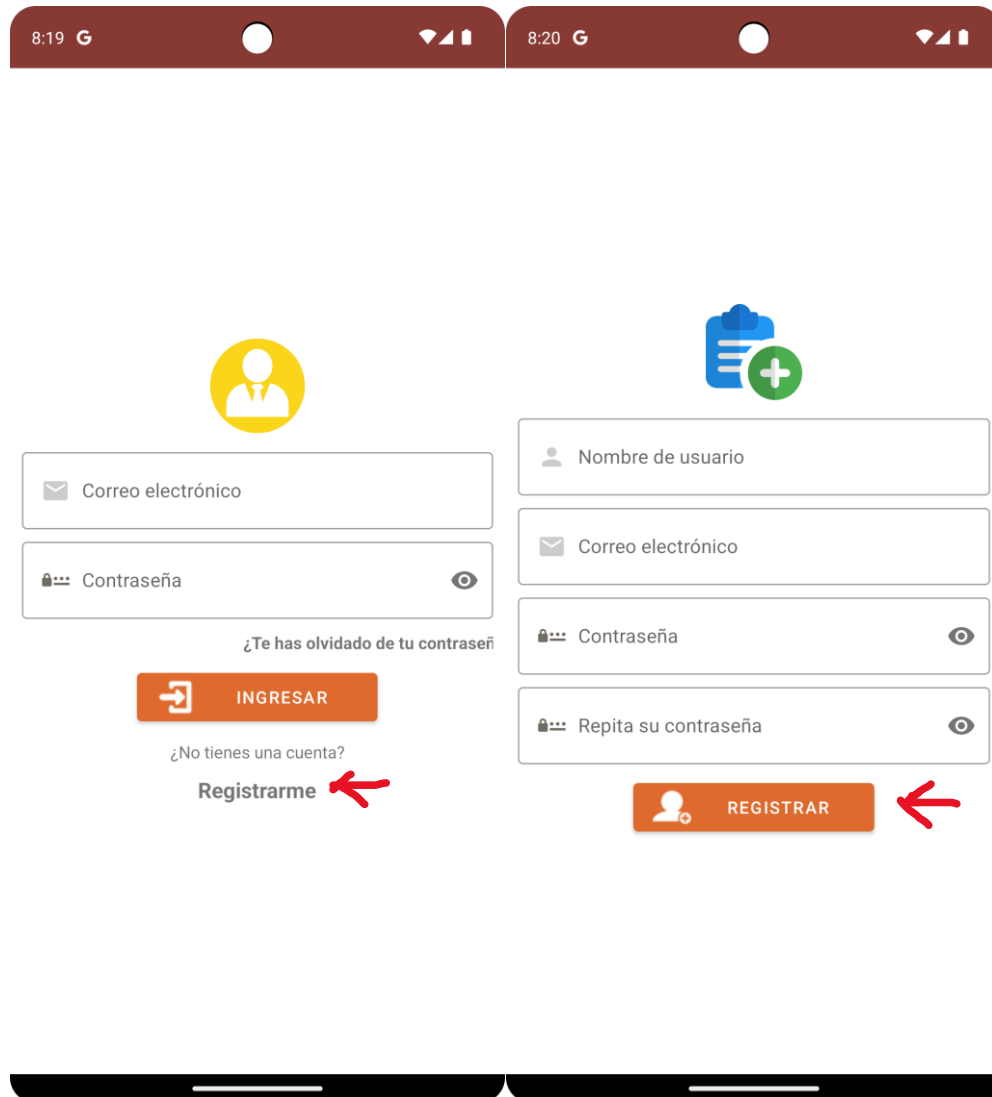 8:19 G
Correo electrónico
Contraseña
¿Te has olvidado de tu contraseñ
INGRESAR
¿No tienes una cuenta?
Registrarme
8:20 G
Nombre de usuario
Correo electrónico
Contraseña
Repita su contraseña
REGISTRAR